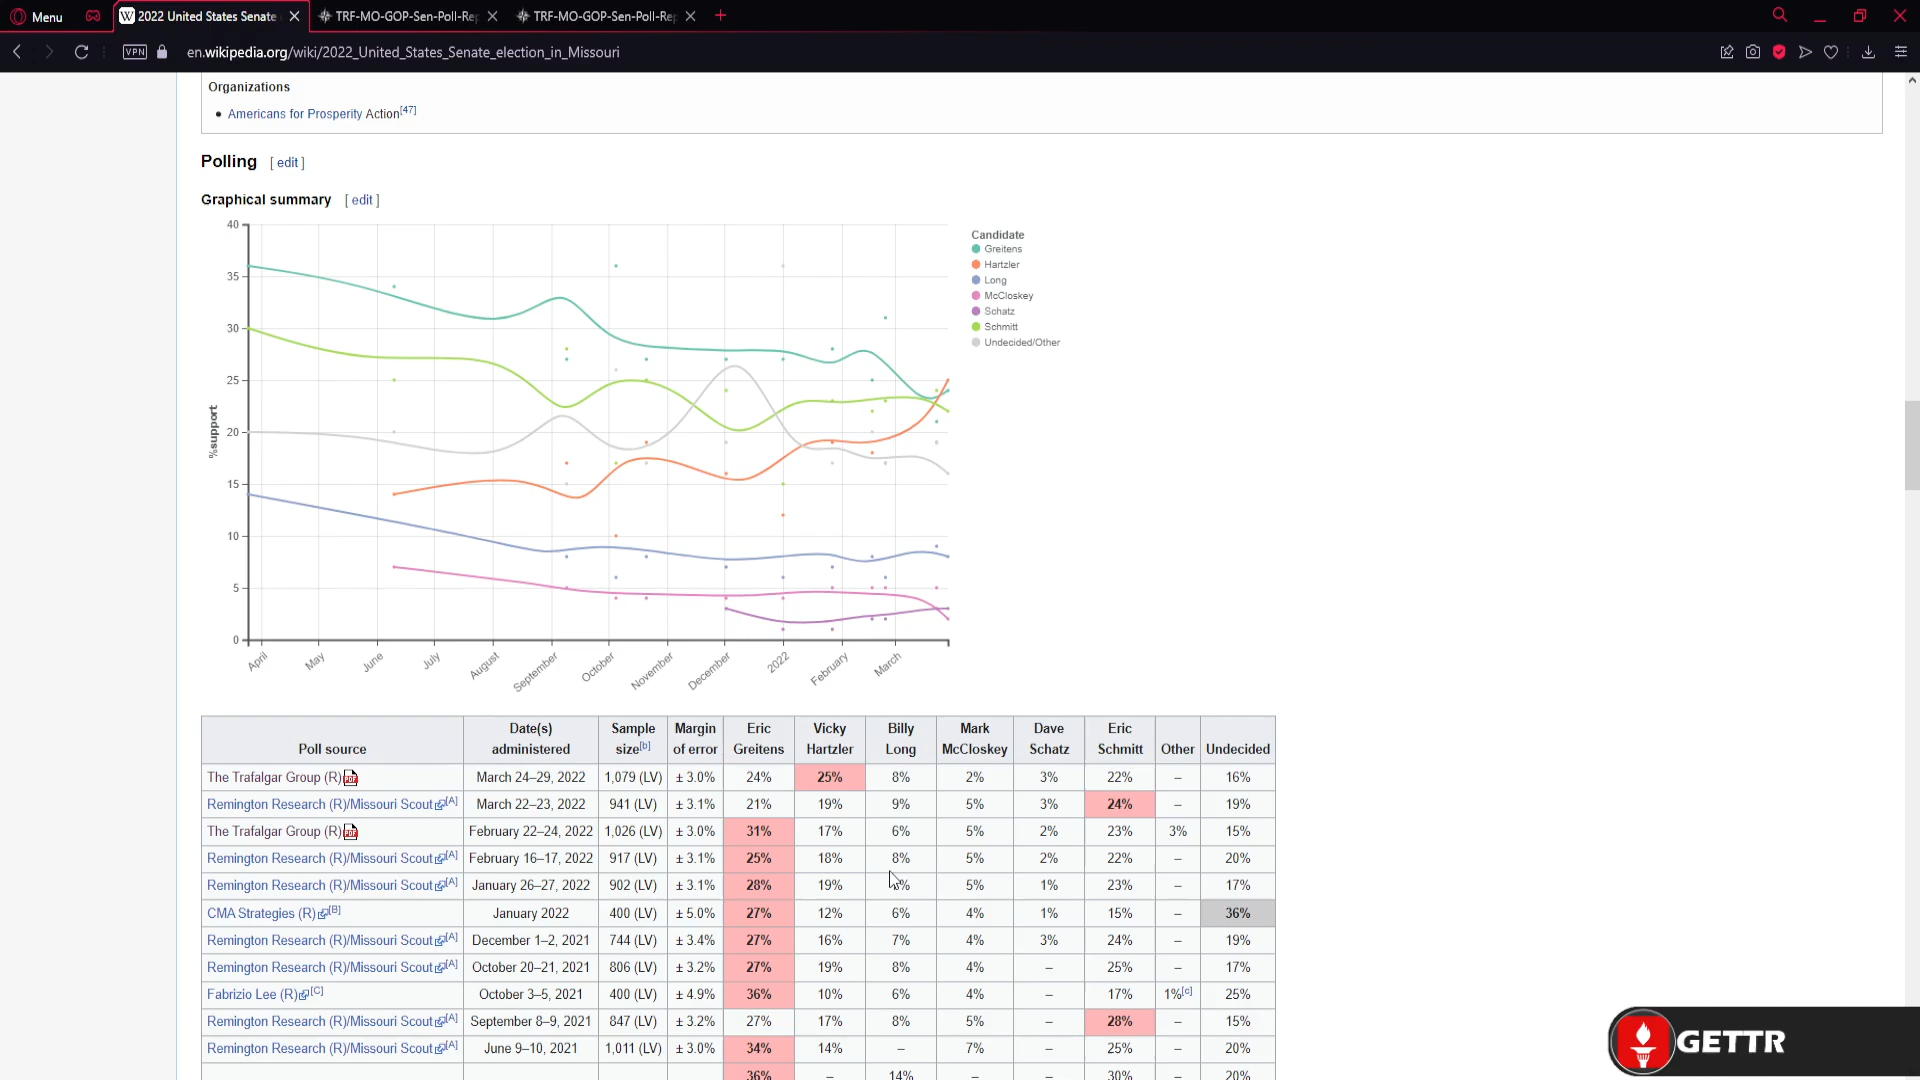 Menu
2022 United States Senate
TRF-MO-GOP-Sen-Poll-Rep
TRF-MO-GOP-Sen-Poll-Rep
VPN
en.wikipedia.org/wiki/2022_United_States_Senate_election_in_Missouri
Organizations
Americans for Prosperity Action[47]
Polling [ edit ]
Graphical summary [ edit ]
40
35
30
25
20
15
10
5
0
%support
April May June July August September October November December 2022 February March
Candidate
Greitens
Hartzler
Long
McCloskey
Schatz
Schmitt
Undecided/Other
Poll source Date(s) administered Sample size[b] Margin of error Eric Greitens Vicky Hartzler Billy Long Mark McCloskey Dave Schatz Eric Schmitt Other Undecided
The Trafalgar Group (R) PDF March 24–29, 2022 1,079 (LV) ± 3.0% 24% 25% 8% 2% 3% 22% – 16%
Remington Research (R)/Missouri Scout[A] March 22–23, 2022 941 (LV) ± 3.1% 21% 19% 9% 5% 3% 24% – 19%
The Trafalgar Group (R) PDF February 22–24, 2022 1,026 (LV) ± 3.0% 31% 17% 6% 5% 2% 23% 3% 15%
Remington Research (R)/Missouri Scout[A] February 16–17, 2022 917 (LV) ± 3.1% 25% 18% 8% 5% 2% 22% – 20%
Remington Research (R)/Missouri Scout[A] January 26–27, 2022 902 (LV) ± 3.1% 28% 19% % 5% 1% 23% – 17%
CMA Strategies (R)[B] January 2022 400 (LV) ± 5.0% 27% 12% 6% 4% 1% 15% – 36%
Remington Research (R)/Missouri Scout[A] December 1–2, 2021 744 (LV) ± 3.4% 27% 16% 7% 4% 3% 24% – 19%
Remington Research (R)/Missouri Scout[A] October 20–21, 2021 806 (LV) ± 3.2% 27% 19% 8% 4% – 25% – 17%
Fabrizio Lee (R)[C] October 3–5, 2021 400 (LV) ± 4.9% 36% 10% 6% 4% – 17% 1%[c] 25%
Remington Research (R)/Missouri Scout[A] September 8–9, 2021 847 (LV) ± 3.2% 27% 17% 8% 5% – 28% – 15%
Remington Research (R)/Missouri Scout[A] June 9–10, 2021 1,011 (LV) ± 3.0% 34% 14% – 7% – 25% – 20%
36% – 14% – – 30% – 20%
GETTR